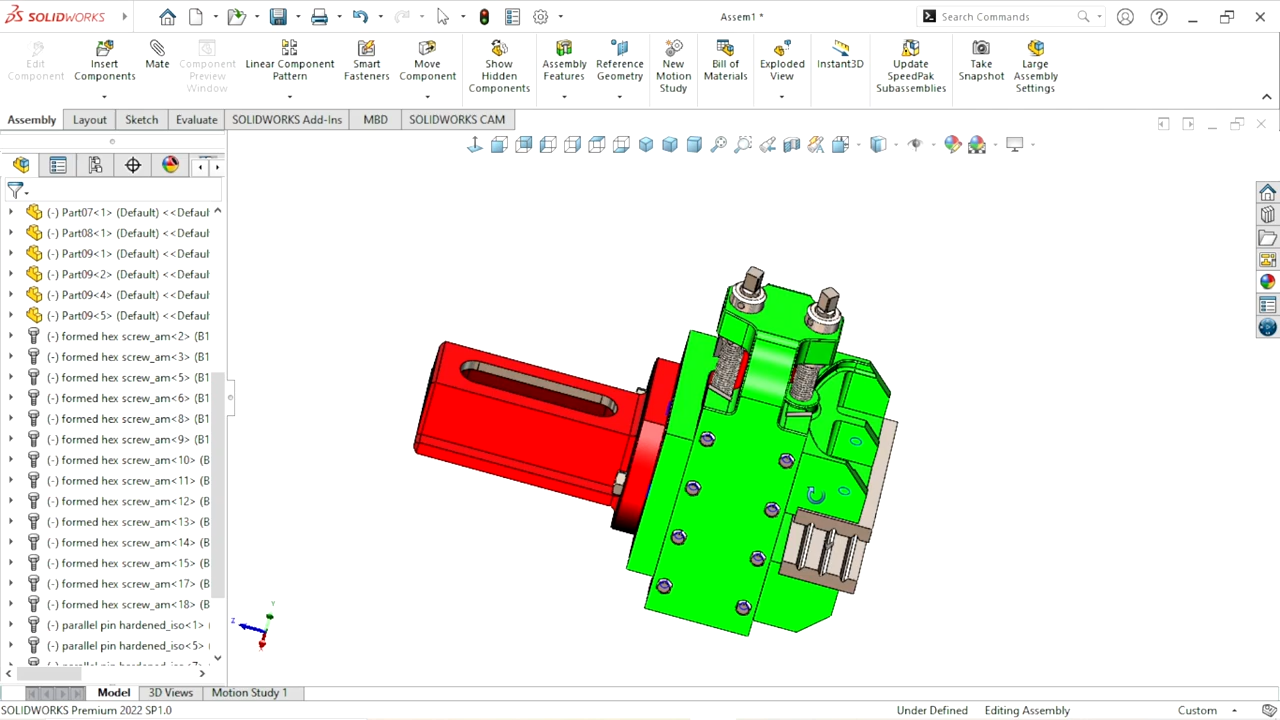 SOLIDWORKS
Assem1 *
Search Commands
Edit Component
Insert Components
Mate
Component Preview Window
Linear Component Pattern
Smart Fasteners
Move Component
Show Hidden Components
Assembly Features
Reference Geometry
New Motion Study
Bill of Materials
Exploded View
Instant3D
Update SpeedPak Subassemblies
Take Snapshot
Large Assembly Settings
Assembly
Layout
Sketch
Evaluate
SOLIDWORKS Add-Ins
MBD
SOLIDWORKS CAM
(-) Part07<1> (Default) <<Defaul
(-) Part08<1> (Default) <<Defaul
(-) Part09<1> (Default) <<Defaul
(-) Part09<2> (Default) <<Defaul
(-) Part09<4> (Default) <<Defaul
(-) Part09<5> (Default) <<Defaul
(-) formed hex screw_am<2> (B1
(-) formed hex screw_am<3> (B1
(-) formed hex screw_am<5> (B1
(-) formed hex screw_am<6> (B1
(-) formed hex screw_am<8> (B1
(-) formed hex screw_am<9> (B1
(-) formed hex screw_am<10> (B
(-) formed hex screw_am<11> (B
(-) formed hex screw_am<12> (B
(-) formed hex screw_am<13> (B
(-) formed hex screw_am<14> (B
(-) formed hex screw_am<15> (B
(-) formed hex screw_am<17> (B
(-) formed hex screw_am<18> (B
(-) parallel pin hardened_iso<1> (
(-) parallel pin hardened_iso<5> (
Y
Z
X
Model
3D Views
Motion Study 1
SOLIDWORKS Premium 2022 SP1.0
Under Defined
Editing Assembly
Custom